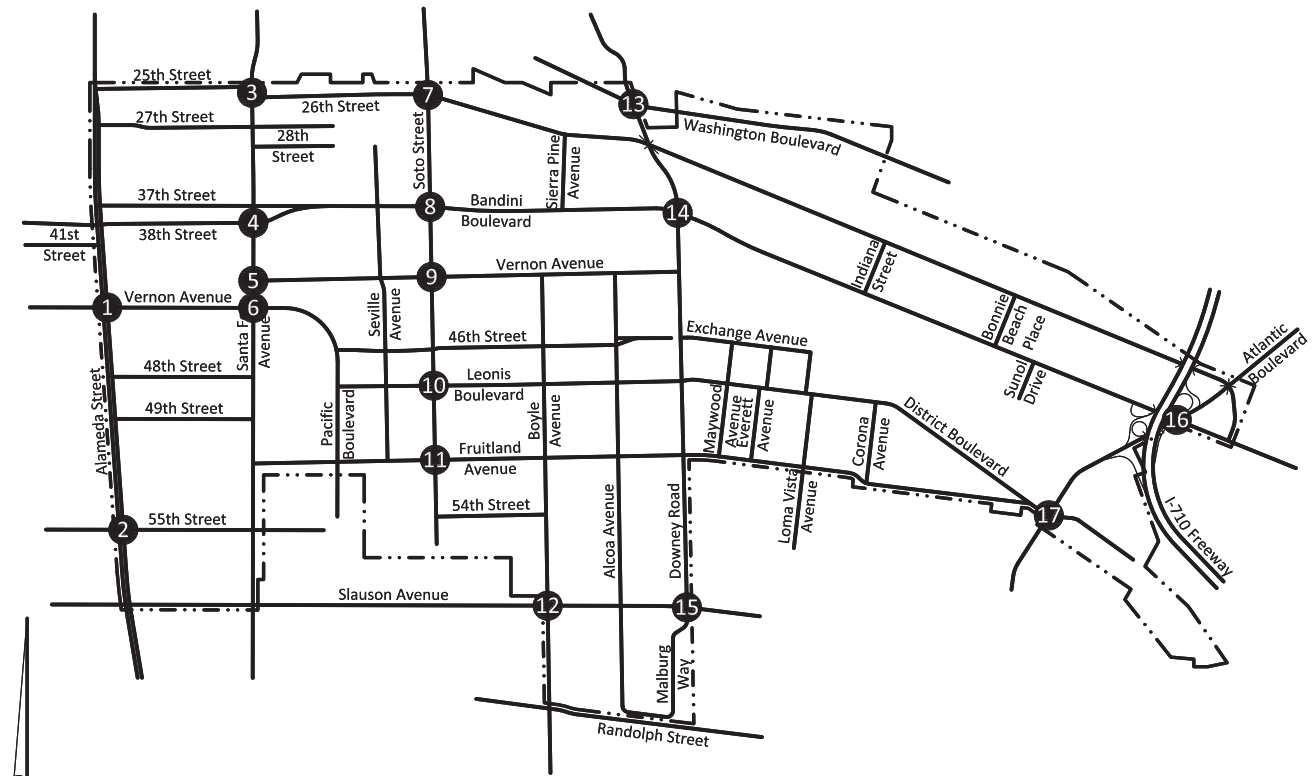 25th Street
3
26th Street
7
13
Washington Boulevard
27th Street
28th
Street
Soto Street
Sierra Pine
Avenue
37th Street
8
Bandini
Boulevard
14
4
38th Street
41st
Street
5
9
Vernon Avenue
Indiana
Street
1
Vernon Avenue
6
Santa F
Avenue
Seville
Avenue
Bonnie
Beach
Place
46th Street
Exchange Avenue
Atlantic
Boulevard
48th Street
10
Leonis
Boulevard
Sunol
Drive
49th Street
Alameda Street
Pacific
Boulevard
Boyle
Avenue
Maywood
Avenue
Everett
Avenue
Corona
Avenue
District Boulevard
16
11
Fruitland
Avenue
54th Street
Loma Vista
Avenue
I-710 Freeway
2
55th Street
17
Alcoa Avenue
Downey Road
Slauson Avenue
12
15
Malburg
Way
Randolph Street